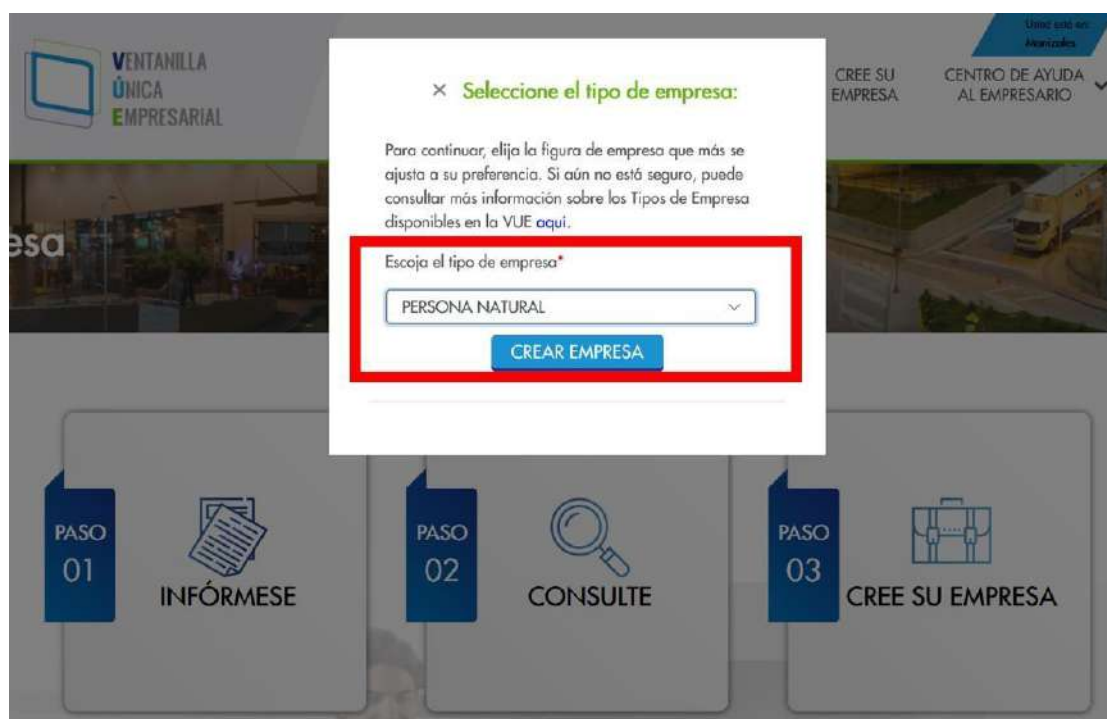 VENTANILLA
ÚNICA
EMPRESARIAL
Usted está en:
Manizales
CREE SU
EMPRESA
CENTRO DE AYUDA
AL EMPRESARIO
esa
× Seleccione el tipo de empresa:
Para continuar, elija la figura de empresa que más se
ajusta a su preferencia. Si aún no está seguro, puede
consultar más información sobre los Tipos de Empresa
disponibles en la VUE aqui.
Escoja el tipo de empresa*
PERSONA NATURAL
CREAR EMPRESA
PASO
01
INFÓRMESE
PASO
02
CONSULTE
PASO
03
CREE SU EMPRESA